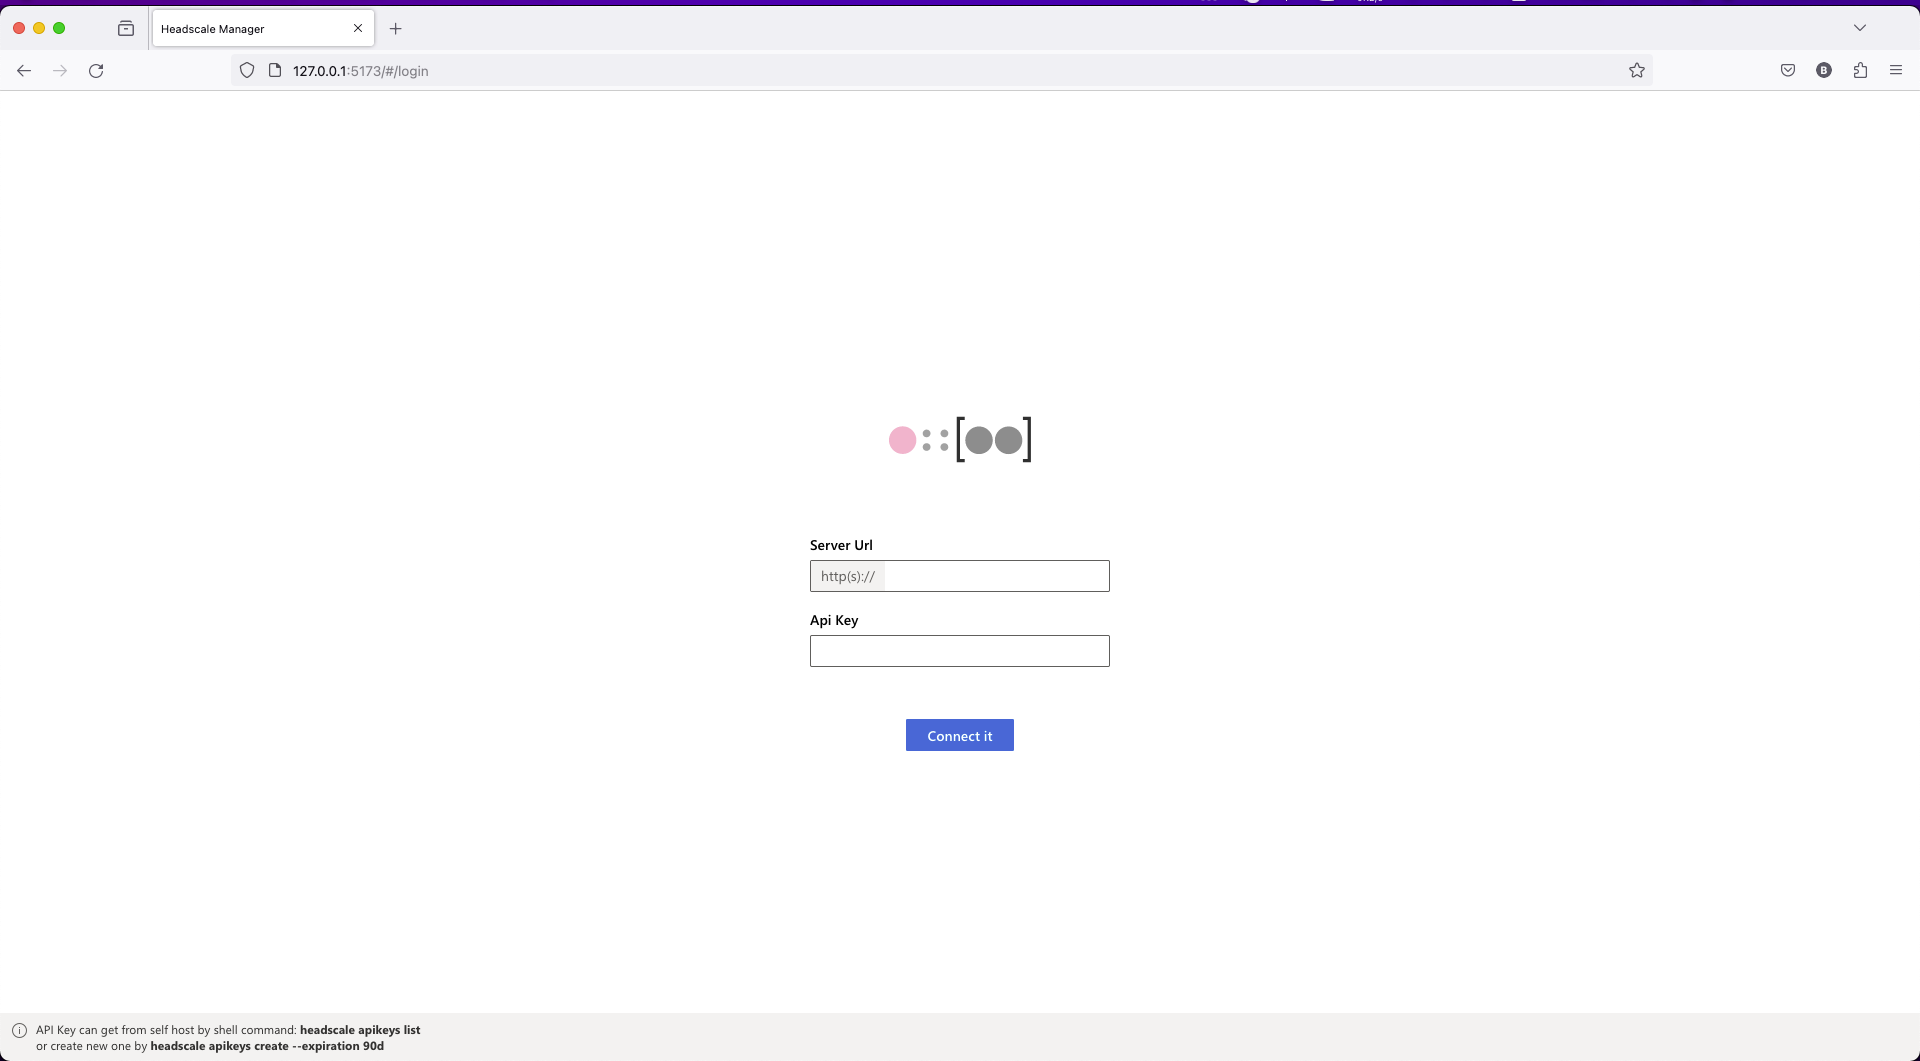 Headscale Manager
127.0.0.1:5173/#/login
B
Server Url
http(s)://
Api Key
Connect it
API Key can get from self host by shell command: headscale apikeys list
or create new one by headscale apikeys create --expiration 90d